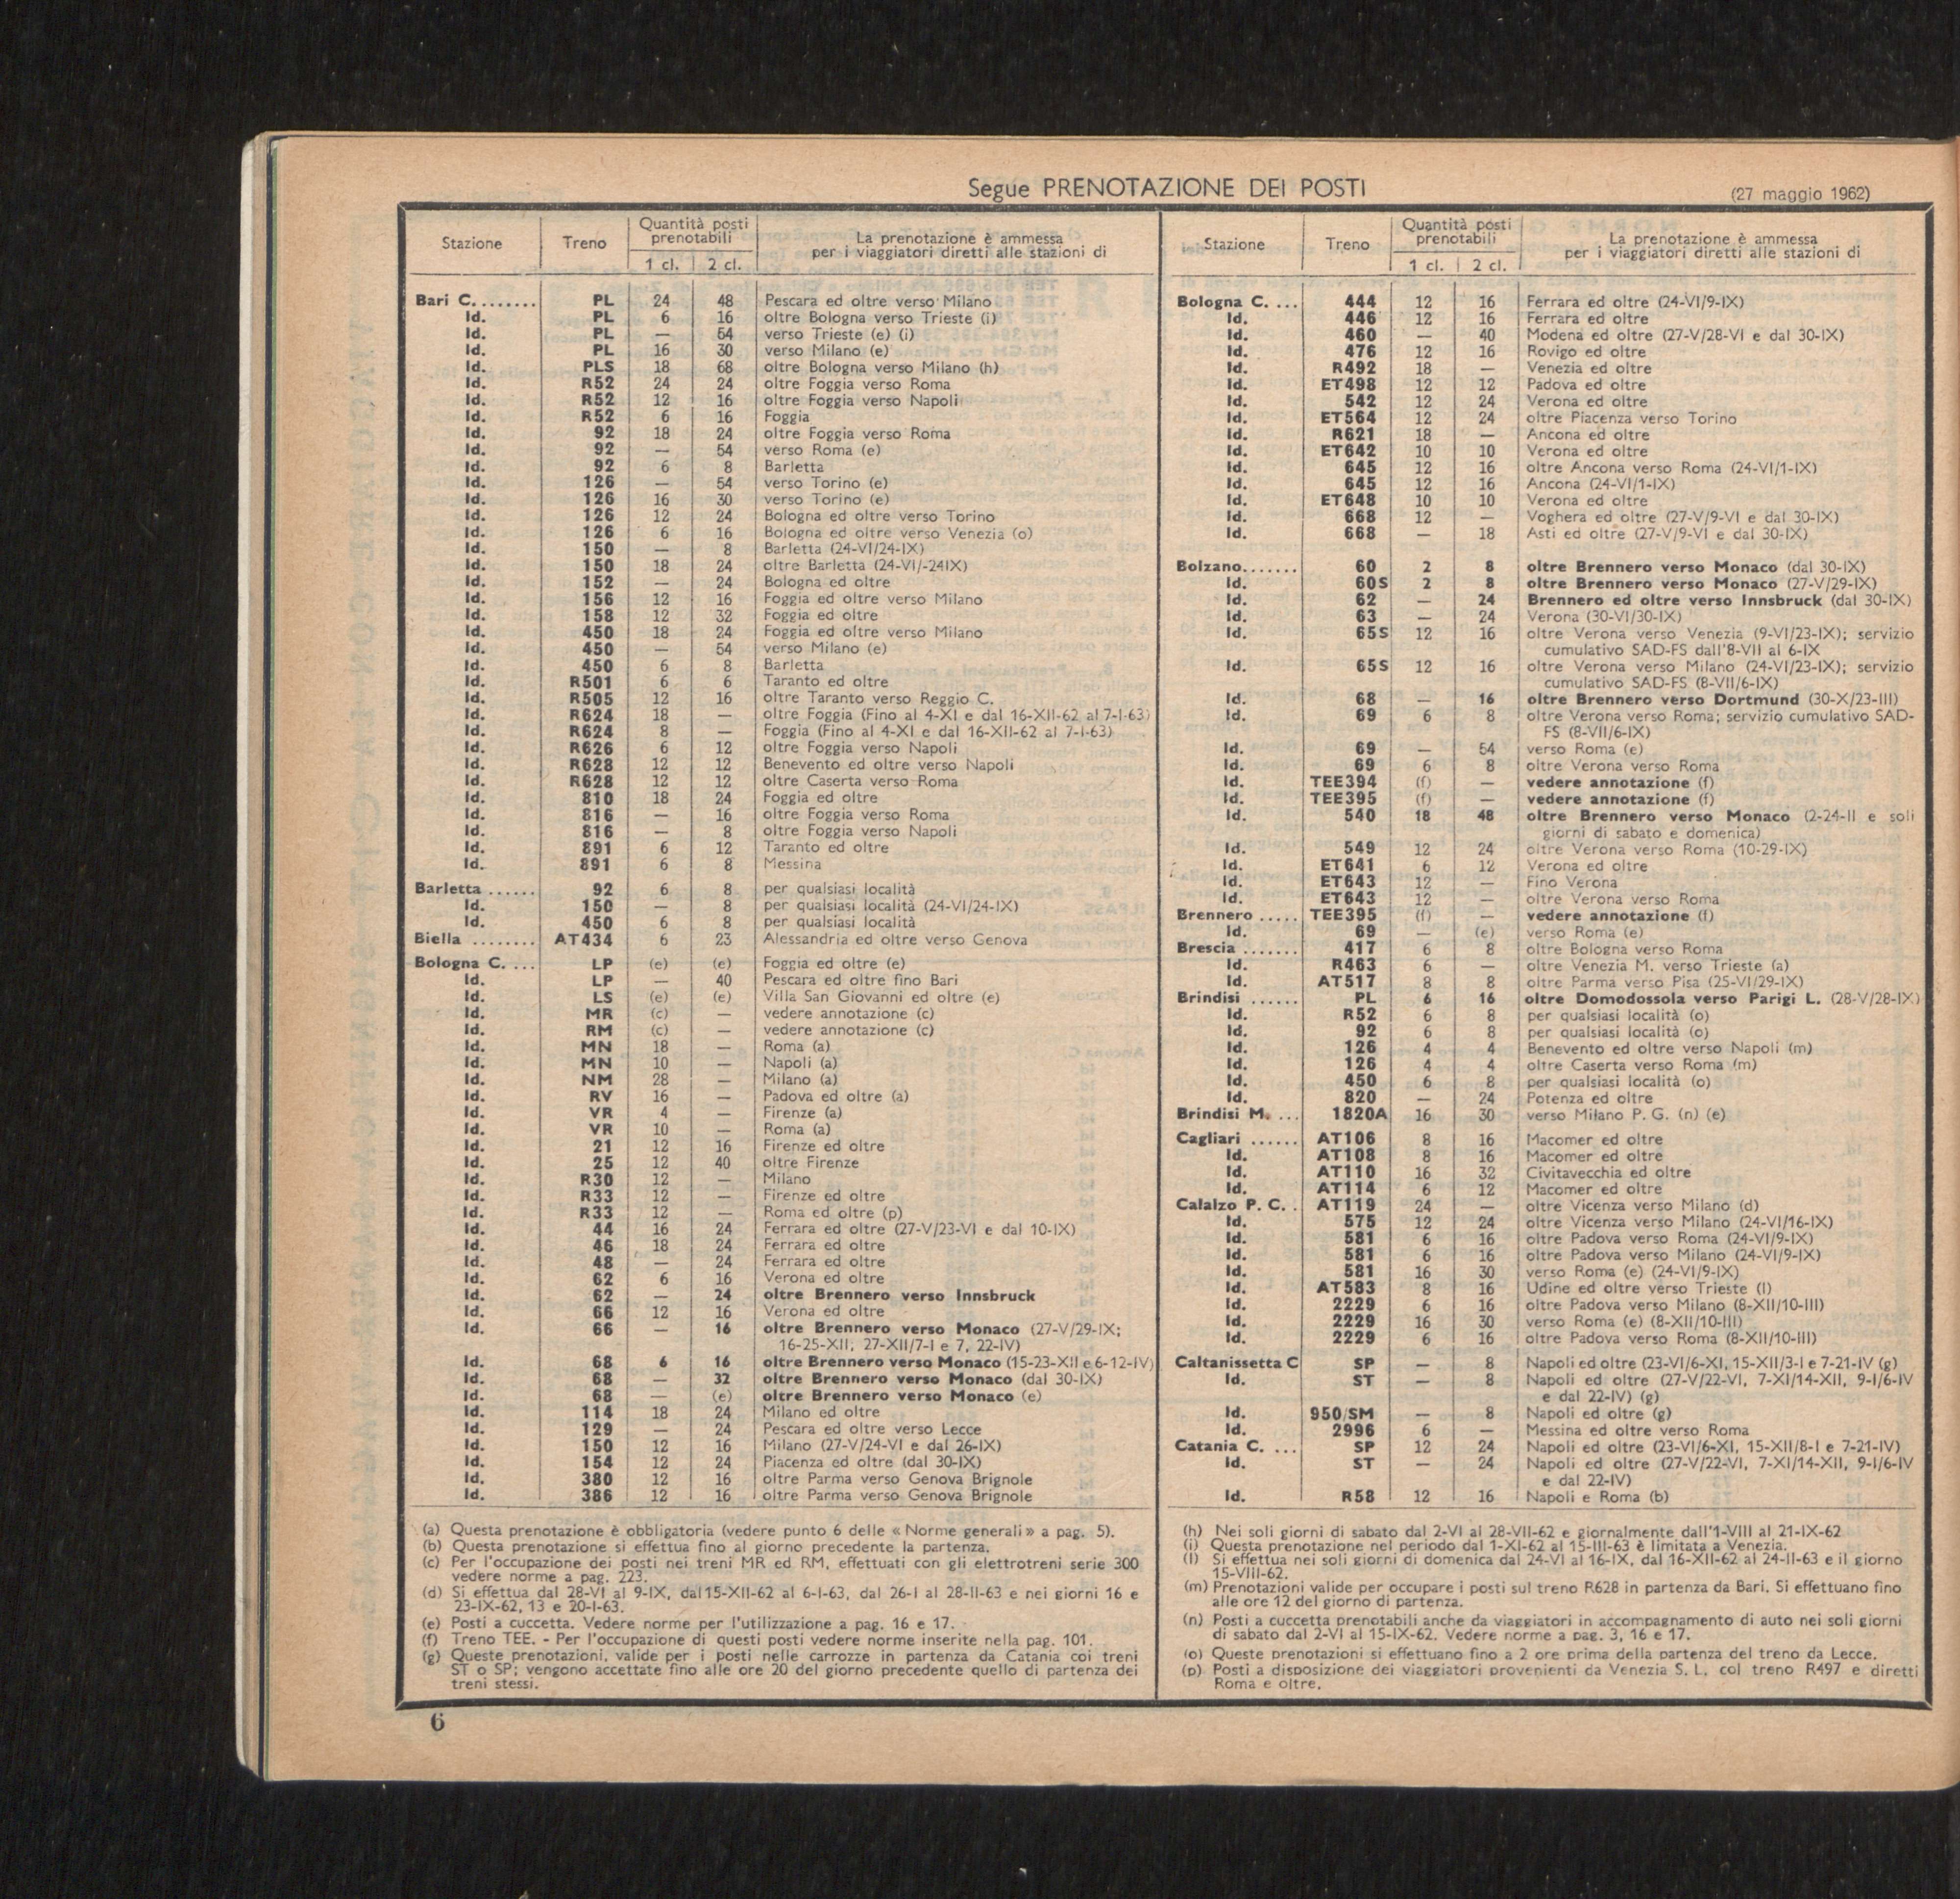 Segue PRENOTAZIONE DEI POSTI
(27 maggio 1962)
Stazione Treno Quantità posti prenotabili 1 cl. 2 cl. La prenotazione è ammessa per i viaggiatori diretti alle stazioni di
Bari C........ PL 24 48 Pescara ed oltre verso Milano
Id. PL 6 16 oltre Bologna verso Trieste (i)
Id. PL — 54 verso Trieste (e) (i)
Id. PL 16 30 verso Milano (e)
Id. PLS 18 68 oltre Bologna verso Milano (h)
Id. R52 24 24 oltre Foggia verso Roma
Id. R52 12 16 oltre Foggia verso Napoli
Id. R52 6 16 Foggia
Id. 92 18 24 oltre Foggia verso Roma
Id. 92 — 54 verso Roma (e)
Id. 92 6 8 Barletta
Id. 126 — 54 verso Torino (e)
Id. 126 16 30 verso Torino (e)
Id. 126 12 24 Bologna ed oltre verso Torino
Id. 126 6 16 Bologna ed oltre verso Venezia (o)
Id. 150 — 8 Barletta (24-VI/24-IX)
Id. 150 18 24 oltre Barletta (24-VI/-24IX)
Id. 152 — 24 Bologna ed oltre
Id. 156 12 16 Foggia ed oltre verso Milano
Id. 158 12 32 Foggia ed oltre
Id. 450 18 24 Foggia ed oltre verso Milano
Id. 450 — 54 verso Milano (e)
Id. 450 6 8 Barletta
Id. R501 6 6 Taranto ed oltre
Id. R505 12 16 oltre Taranto verso Reggio C.
Id. R624 18 — oltre Foggia (Fino al 4-XI e dal 16-XII-62 al 7-I-63)
Id. R624 8 — Foggia (Fino al 4-XI e dal 16-XII-62 al 7-I-63)
Id. R626 6 12 oltre Foggia verso Napoli
Id. R628 12 12 Benevento ed oltre verso Napoli
Id. R628 12 12 oltre Caserta verso Roma
Id. 810 18 24 Foggia ed oltre
Id. 816 — 16 oltre Foggia verso Roma
Id. 816 — 8 oltre Foggia verso Napoli
Id. 891 6 12 Taranto ed oltre
Id. 891 6 8 Messina
Barletta ...... 92 6 8 per qualsiasi località
Id. 150 — 8 per qualsiasi località (24-VI/24-IX)
Id. 450 6 8 per qualsiasi località
Biella ........ AT434 6 23 Alessandria ed oltre verso Genova
Bologna C. ... LP (e) (e) Foggia ed oltre (e)
Id. LP — 40 Pescara ed oltre fino Bari
Id. LS (e) (e) Villa San Giovanni ed oltre (e)
Id. MR (c) — vedere annotazione (c)
Id. RM (c) — vedere annotazione (c)
Id. MN 18 — Roma (a)
Id. MN 10 — Napoli (a)
Id. NM 28 — Milano (a)
Id. RV 16 — Padova ed oltre (a)
Id. VR 4 — Firenze (a)
Id. VR 10 — Roma (a)
Id. 21 12 16 Firenze ed oltre
Id. 25 12 40 oltre Firenze
Id. R30 12 — Milano
Id. R33 12 — Firenze ed oltre
Id. R33 12 — Roma ed oltre (p)
Id. 44 16 24 Ferrara ed oltre (27-V/23-VI e dal 10-IX)
Id. 46 18 24 Ferrara ed oltre
Id. 48 — 24 Ferrara ed oltre
Id. 62 6 16 Verona ed oltre
Id. 62 — 24 oltre Brennero verso Innsbruck
Id. 66 12 16 Verona ed oltre
Id. 66 — 16 oltre Brennero verso Monaco (27-V/29-IX;
16-25-XII, 27-XII/7-I e 7, 22-IV)
Id. 68 6 16 oltre Brennero verso Monaco (15-23-XII e 6-12-IV)
Id. 68 — 32 oltre Brennero verso Monaco (dal 30-IX)
Id. 68 — (e) oltre Brennero verso Monaco (e)
Id. 114 18 24 Milano ed oltre
Id. 129 — 24 Pescara ed oltre verso Lecce
Id. 150 12 16 Milano (27-V/24-VI e dal 26-IX)
Id. 154 12 24 Piacenza ed oltre (dal 30-IX)
Id. 380 12 16 oltre Parma verso Genova Brignole
Id. 386 12 16 oltre Parma verso Genova Brignole
(a) Questa prenotazione è obbligatoria (vedere punto 6 delle « Norme generali » a pag. 5).
(b) Questa prenotazione si effettua fino al giorno precedente la partenza.
(c) Per l'occupazione dei posti nei treni MR ed RM, effettuati con gli elettrotreni serie 300
vedere norme a pag. 223.
(d) Si effettua dal 28-VI al 9-IX, dal 15-XII-62 al 6-I-63, dal 26-I al 28-II-63 e nei giorni 16 e
23-IX-62, 13 e 20-I-63.
(e) Posti a cuccetta. Vedere norme per l'utilizzazione a pag. 16 e 17.
(f) Treno TEE. - Per l'occupazione di questi posti vedere norme inserite nella pag. 101.
(g) Queste prenotazioni, valide per i posti nelle carrozze in partenza da Catania coi treni
ST o SP; vengono accettate fino alle ore 20 del giorno precedente quello di partenza dei
treni stessi.
Stazione Treno Quantità posti prenotabili 1 cl. 2 cl. La prenotazione è ammessa per i viaggiatori diretti alle stazioni di
Bologna C. ... 444 12 16 Ferrara ed oltre (24-VI/9-IX)
Id. 446 12 16 Ferrara ed oltre
Id. 460 — 40 Modena ed oltre (27-V/28-VI e dal 30-IX)
Id. 476 12 16 Rovigo ed oltre
Id. R492 18 — Venezia ed oltre
Id. ET498 12 12 Padova ed oltre
Id. 542 12 24 Verona ed oltre
Id. ET564 12 24 oltre Piacenza verso Torino
Id. R621 18 — Ancona ed oltre
Id. ET642 10 10 Verona ed oltre
Id. 645 12 16 oltre Ancona verso Roma (24-VI/1-IX)
Id. 645 12 16 Ancona (24-VI/1-IX)
Id. ET648 10 10 Verona ed oltre
Id. 668 12 — Voghera ed oltre (27-V/9-VI e dal 30-IX)
Id. 668 — 18 Asti ed oltre (27-V/9-VI e dal 30-IX)
Bolzano....... 60 2 8 oltre Brennero verso Monaco (dal 30-IX)
Id. 60S 2 8 oltre Brennero verso Monaco (27-V/29-IX)
Id. 62 — 24 Brennero ed oltre verso Innsbruck (dal 30-IX)
Id. 63 — 24 Verona (30-VI/30-IX)
Id. 65S 12 16 oltre Verona verso Venezia (9-VI/23-IX); servizio
cumulativo SAD-FS dall'8-VII al 6-IX
Id. 65S 12 16 oltre Verona verso Milano (24-VI/23-IX); servizio
cumulativo SAD-FS (8-VII/6-IX)
Id. 68 — 16 oltre Brennero verso Dortmund (30-X/23-III)
Id. 69 6 8 oltre Verona verso Roma; servizio cumulativo SAD-
FS (8-VII/6-IX)
Id. 69 — 54 verso Roma (e)
Id. 69 6 8 oltre Verona verso Roma
Id. TEE394 (f) — vedere annotazione (f)
Id. TEE395 (f) — vedere annotazione (f)
Id. 540 18 48 oltre Brennero verso Monaco (2-24-II e soli
giorni di sabato e domenica)
Id. 549 12 24 oltre Verona verso Roma (10-29-IX)
Id. ET641 6 12 Verona ed oltre
Id. ET643 12 — Fino Verona
Id. ET643 12 — oltre Verona verso Roma
Brennero ..... TEE395 (f) — vedere annotazione (f)
Id. 69 — (e) verso Roma (e)
Brescia ....... 417 6 8 oltre Bologna verso Roma
Id. R463 6 — oltre Venezia M. verso Trieste (a)
Id. AT517 8 8 oltre Parma verso Pisa (25-VI/29-IX)
Brindisi ...... PL 6 16 oltre Domodossola verso Parigi L. (28-V/28-IX)
Id. R52 6 8 per qualsiasi località (o)
Id. 92 6 8 per qualsiasi località (o)
Id. 126 4 4 Benevento ed oltre verso Napoli (m)
Id. 126 4 4 oltre Caserta verso Roma (m)
Id. 450 6 8 per qualsiasi località (o)
Id. 820 — 24 Potenza ed oltre
Brindisi M. ... 1820A 16 30 verso Milano P. G. (n) (e)
Cagliari ...... AT106 8 16 Macomer ed oltre
Id. AT108 8 16 Macomer ed oltre
Id. AT110 16 32 Civitavecchia ed oltre
Id. AT114 6 12 Macomer ed oltre
Calalzo P. C. . AT119 24 — oltre Vicenza verso Milano (d)
Id. 575 12 24 oltre Vicenza verso Milano (24-VI/16-IX)
Id. 581 6 16 oltre Padova verso Roma (24-VI/9-IX)
Id. 581 6 16 oltre Padova verso Milano (24-VI/9-IX)
Id. 581 16 30 verso Roma (e) (24-VI/9-IX)
Id. AT583 8 16 Udine ed oltre verso Trieste (l)
Id. 2229 6 16 oltre Padova verso Milano (8-XII/10-III)
Id. 2229 16 30 verso Roma (e) (8-XII/10-III)
Id. 2229 6 16 oltre Padova verso Roma (8-XII/10-III)
Caltanissetta C SP — 8 Napoli ed oltre (23-VI/6-XI, 15-XII/3-I e 7-21-IV (g)
Id. ST — 8 Napoli ed oltre (27-V/22-VI, 7-XI/14-XII, 9-I/6-IV
e dal 22-IV) (g)
Id. 950/SM — 8 Napoli ed oltre (g)
Id. 2996 6 — Messina ed oltre verso Roma
Catania C. ... SP 12 24 Napoli ed oltre (23-VI/6-XI, 15-XII/8-I e 7-21-IV)
Id. ST — 24 Napoli ed oltre (27-V/22-VI, 7-XI/14-XII, 9-I/6-IV
e dal 22-IV)
Id. R58 12 16 Napoli e Roma (b)
(h) Nei soli giorni di sabato dal 2-VI al 28-VII-62 e giornalmente dall'1-VIII al 21-IX-62
(i) Questa prenotazione nel periodo dal 1-XI-62 al 15-III-63 è limitata a Venezia.
(l) Si effettua nei soli giorni di domenica dal 24-VI al 16-IX, dal 16-XII-62 al 24-II-63 e il giorno
15-VIII-62.
(m) Prenotazioni valide per occupare i posti sul treno R628 in partenza da Bari. Si effettuano fino
alle ore 12 del giorno di partenza.
(n) Posti a cuccetta prenotabili anche da viaggiatori in accompagnamento di auto nei soli giorni
di sabato dal 2-VI al 15-IX-62. Vedere norme a pag. 3, 16 e 17.
(o) Queste prenotazioni si effettuano fino a 2 ore prima della partenza del treno da Lecce.
(p) Posti a disposizione dei viaggiatori provenienti da Venezia S. L. col treno R497 e diretti
Roma e oltre.
6